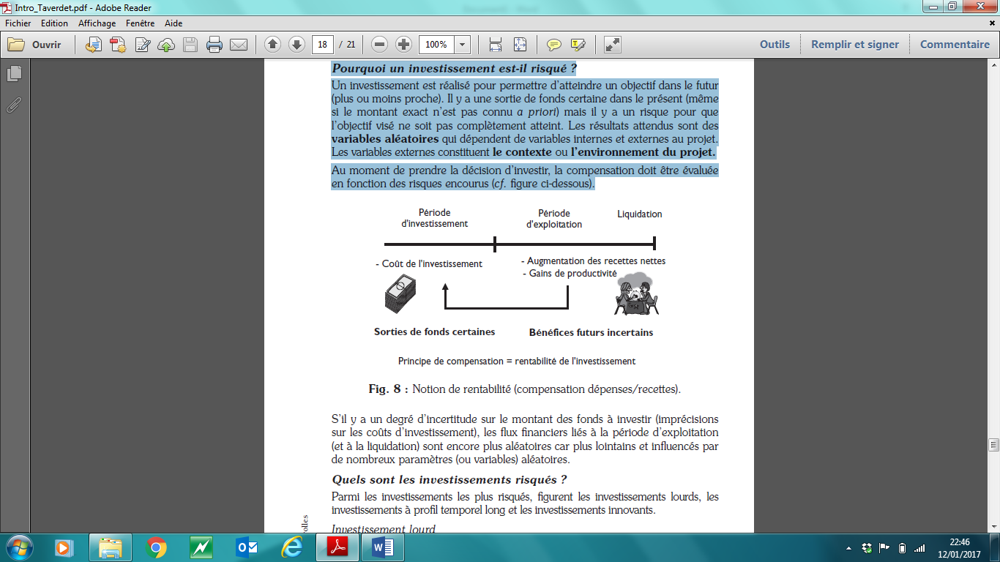 Intro_Taverdet.pdf - Adobe Reader
Fichier Edition Affichage Fenêtre Aide
Ouvrir 18 / 21 100% Outils Remplir et signer Commentaire
Pourquoi un investissement est-il risqué ?
Un investissement est réalisé pour permettre d'atteindre un objectif dans le futur
(plus ou moins proche). Il y a une sortie de fonds certaine dans le présent (même
si le montant exact n'est pas connu a priori) mais il y a un risque pour que
l'objectif visé ne soit pas complètement atteint. Les résultats attendus sont des
variables aléatoires qui dépendent de variables internes et externes au projet.
Les variables externes constituent le contexte ou l'environnement du projet.
Au moment de prendre la décision d'investir, la compensation doit être évaluée
en fonction des risques encourus (cf. figure ci-dessous).
Période
d'investissement
Période
d'exploitation
Liquidation
- Coût de l'investissement
- Augmentation des recettes nettes
- Gains de productivité
Sorties de fonds certaines
Bénéfices futurs incertains
Principe de compensation = rentabilité de l'investissement
Fig. 8 : Notion de rentabilité (compensation dépenses/recettes).
S'il y a un degré d'incertitude sur le montant des fonds à investir (imprécisions
sur les coûts d'investissement), les flux financiers liés à la période d'exploitation
(et à la liquidation) sont encore plus aléatoires car plus lointains et influencés par
de nombreux paramètres (ou variables) aléatoires.
Quels sont les investissements risqués ?
Parmi les investissements les plus risqués, figurent les investissements lourds, les
investissements à profil temporel long et les investissements innovants.
Investissement lourd
rolles
22:46
12/01/2017